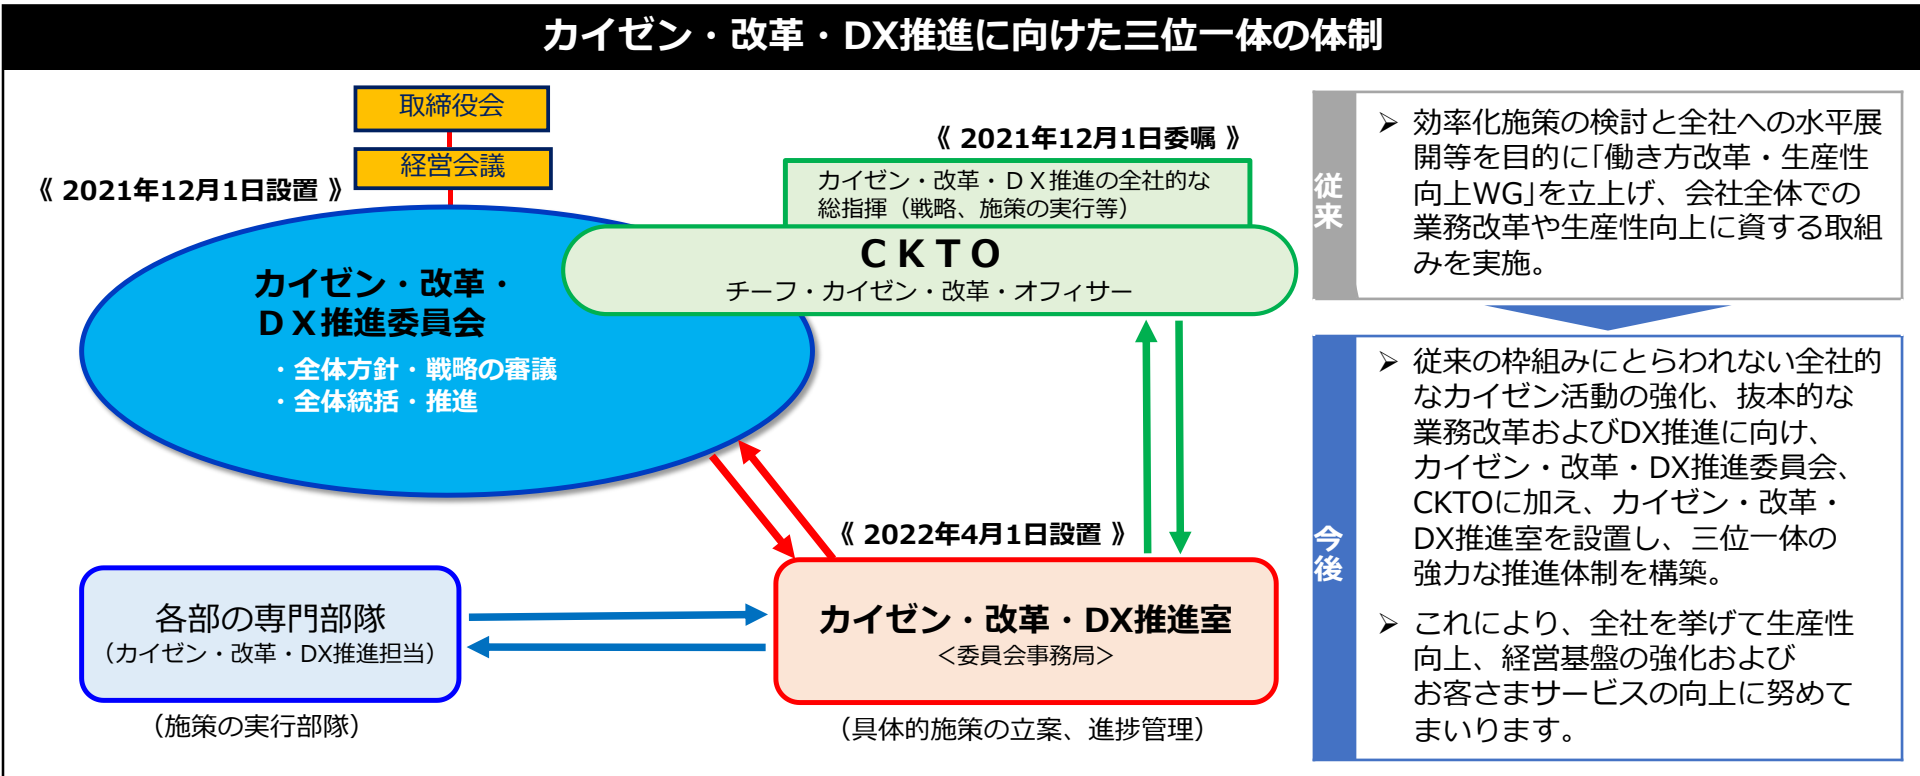 カイゼン・改革・DX推進に向けた三位一体の体制
取締役会
経営会議
《 2021年12月1日設置 》
カイゼン・改革・
ＤＸ推進委員会
・全体方針・戦略の審議
・全体統括・推進
《 2021年12月1日委嘱 》
カイゼン・改革・ＤＸ推進の全社的な
総指揮（戦略、施策の実行等）
ＣＫＴＯ
チーフ・カイゼン・改革・オフィサー
《 2022年4月1日設置 》
カイゼン・改革・DX推進室
＜委員会事務局＞
（具体的施策の立案、進捗管理）
各部の専門部隊
（カイゼン・改革・DX推進担当）
（施策の実行部隊）
従来
➢ 効率化施策の検討と全社への水平展
開等を目的に｢働き方改革・生産性
向上WG｣を立上げ、会社全体での
業務改革や生産性向上に資する取組
みを実施。
今後
➢ 従来の枠組みにとらわれない全社的
なカイゼン活動の強化、抜本的な
業務改革およびDX推進に向け、
カイゼン・改革・DX推進委員会、
CKTOに加え、カイゼン・改革・
DX推進室を設置し、三位一体の
強力な推進体制を構築。
➢ これにより、全社を挙げて生産性
向上、経営基盤の強化および
お客さまサービスの向上に努めて
まいります。